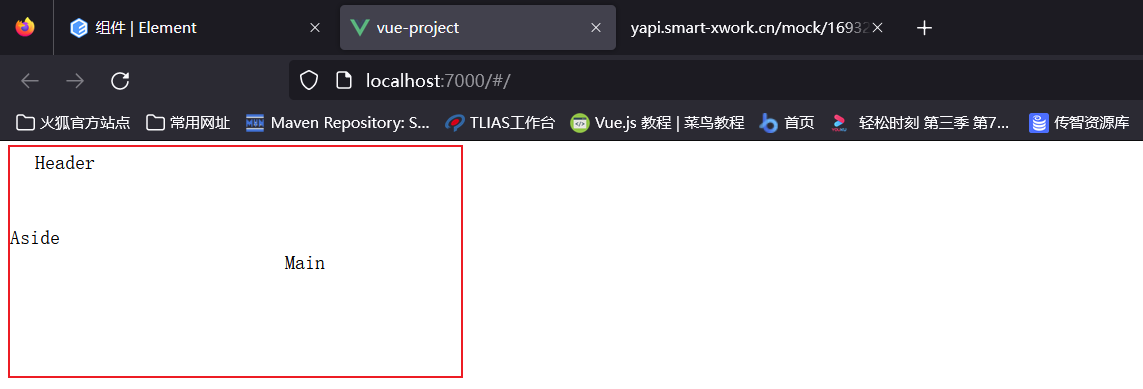 组件 | Element
vue-project
yapi.smart-xwork.cn/mock/16932
localhost:7000/#/
火狐官方站点
常用网址
Maven Repository: S...
TLIAS工作台
Vue.js 教程 | 菜鸟教程
首页
轻松时刻 第三季 第7...
传智资源库
Header
Aside
Main